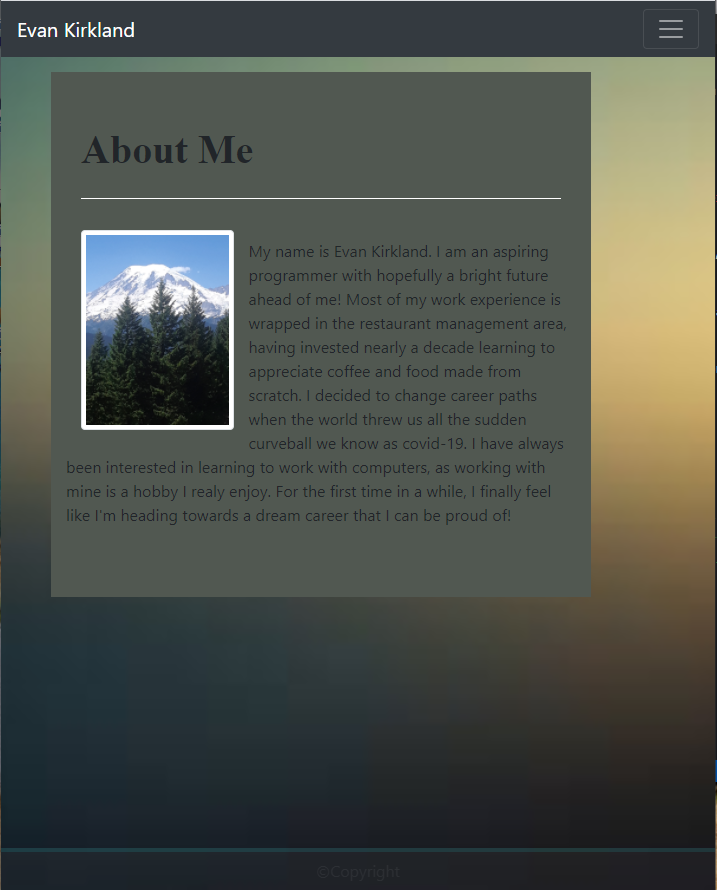 Evan Kirkland
About Me
My name is Evan Kirkland. I am an aspiring
programmer with hopefully a bright future
ahead of me! Most of my work experience is
wrapped in the restaurant management area,
having invested nearly a decade learning to
appreciate coffee and food made from
scratch. I decided to change career paths
when the world threw us all the sudden
curveball we know as covid-19. I have always
been interested in learning to work with computers, as working with
mine is a hobby I realy enjoy. For the first time in a while, I finally feel
like I'm heading towards a dream career that I can be proud of!
©Copyright